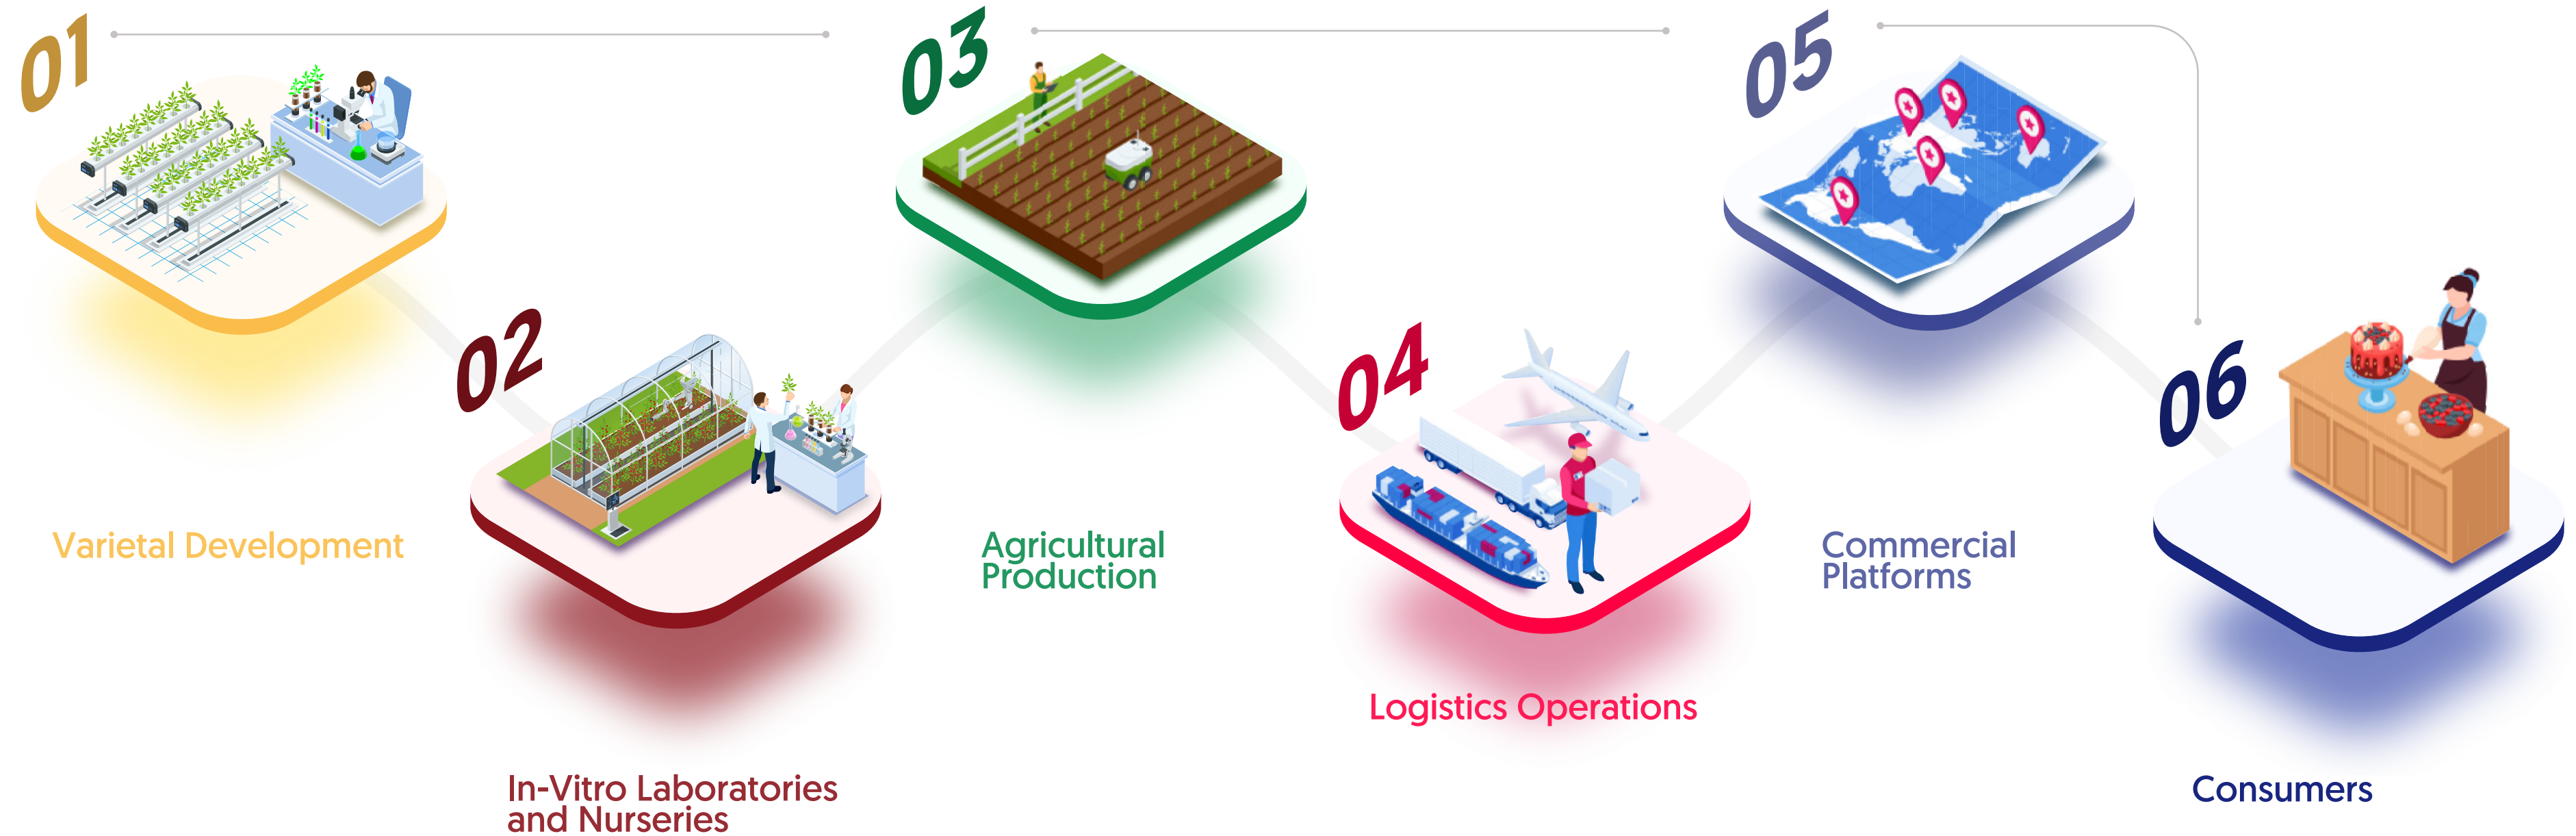 01
Varietal Development
02
In-Vitro Laboratories
and Nurseries
03
Agricultural
Production
04
Logistics Operations
05
Commercial
Platforms
06
Consumers